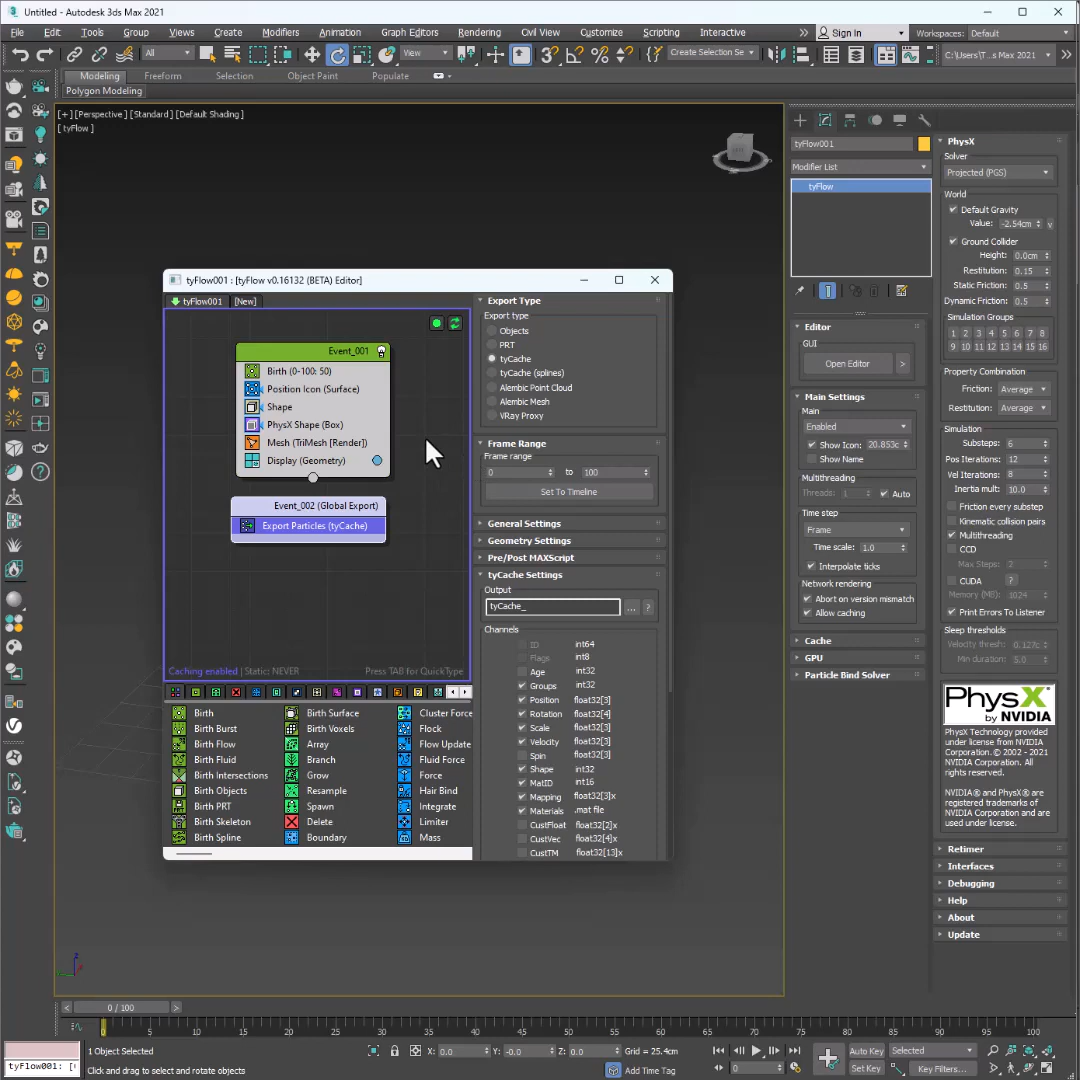 Untitled - Autodesk 3ds Max 2021
File Edit Tools Group Views Create Modifiers Animation Graph Editors Rendering Civil View Customize Scripting Interactive Sign In Workspaces: Default
All View Create Selection Se C:\Users\T...s Max 2021
Modeling Freeform Selection Object Paint Populate
Polygon Modeling
[+] [Perspective] [Standard] [Default Shading]
[tyFlow]
tyFlow001
Modifier List
tyFlow
Editor
GUI
Open Editor >
Main Settings
Main
Enabled
Show Icon: 20.853c
Show Name
Multithreading
Threads: 1 Auto
Time step
Frame
Time scale: 1.0
Interpolate ticks
Network rendering
Abort on version mismatch
Allow caching
Cache
GPU
Particle Bind Solver
PhysX
Solver
Projected (PGS)
World
Default Gravity
Value: -2.54cm
Ground Collider
Height: 0.0cm
Restitution: 0.15
Static Friction: 0.5
Dynamic Friction: 0.5
Simulation Groups
1 2 3 4 5 6 7 8
9 10 11 12 13 14 15 16
Property Combination
Friction: Average
Restitution: Average
Simulation
Substeps: 6
Pos Iterations: 12
Vel Iterations: 8
Inertia mult: 10.0
Friction every substep
Kinematic collision pairs
Multithreading
CCD
Max Steps: 2
CUDA ?
Memory (MB): 1024
Print Errors To Listener
Sleep thresholds
Velocity thresh: 0.127c
Min duration: 5.0
PhysX
by NVIDIA
PhysX Technology provided
under license from NVIDIA
Corporation. © 2002 - 2021
NVIDIA Corporation. All
rights reserved.
NVIDIA® and PhysX® are
registered trademarks of
NVIDIA Corporation and are
used under license.
Retimer
Interfaces
Debugging
Help
About
Update
tyFlow001 : [tyFlow v0.16132 (BETA) Editor]
tyFlow001 [New]
Event_001
Birth (0-100: 50)
Position Icon (Surface)
Shape
PhysX Shape (Box)
Mesh (TriMesh [Render])
Display (Geometry)
Event_002 (Global Export)
Export Particles (tyCache)
Caching enabled | Static: NEVER Press TAB for QuickType
Birth Birth Surface Cluster Force
Birth Burst Birth Voxels Flock
Birth Flow Array Flow Update
Birth Fluid Branch Fluid Force
Birth Intersections Grow Force
Birth Objects Resample Hair Bind
Birth PRT Spawn Integrate
Birth Skeleton Delete Limiter
Birth Spline Boundary Mass
Export Type
Export type
Objects
PRT
tyCache
tyCache (splines)
Alembic Point Cloud
Alembic Mesh
VRay Proxy
Frame Range
Frame range
0 to 100
Set To Timeline
General Settings
Geometry Settings
Pre/Post MAXScript
tyCache Settings
Output
tyCache_ ... ?
Channels
ID int64
Flags int8
Age int32
Groups int32
Position float32[3]
Rotation float32[4]
Scale float32[3]
Velocity float32[3]
Spin float32[3]
Shape int32
MatID int16
Mapping float32[3]x
Materials .mat file
CustFloat float32[2]x
CustVec float32[4]x
CustTM float32[13]x
< 0 / 100 >
0 5 10 15 20 25 30 35 40 45 50 55 60 65 70 75 80 85 90 95 100
1 Object Selected X: 0.0 Y: -0.0 Z: 0.0 Grid = 25.4cm Auto Key Selected
tyFlow001: [ Click and drag to select and rotate objects Add Time Tag 0 Set Key Key Filters...